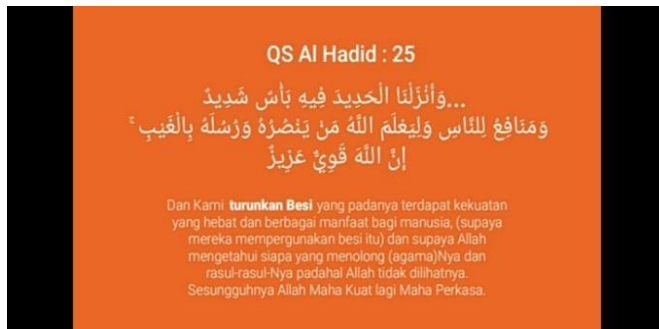 QS Al Hadid : 25
...وَأَنْزَلْنَا الْحَدِيدَ فِيهِ بَأْسٌ شَدِيدٌ
وَمَنَافِعُ لِلنَّاسِ وَلِيَعْلَمَ اللَّهُ مَنْ يَنْصُرُهُ وَرُسُلَهُ بِالْغَيْبِ ۚ
إِنَّ اللَّهَ قَوِيٌّ عَزِيزٌ
Dan Kami turunkan Besi yang padanya terdapat kekuatan
yang hebat dan berbagai manfaat bagi manusia, (supaya
mereka mempergunakan besi itu) dan supaya Allah
mengetahui siapa yang menolong (agama)Nya dan
rasul-rasul-Nya padahal Allah tidak dilihatnya.
Sesungguhnya Allah Maha Kuat lagi Maha Perkasa.